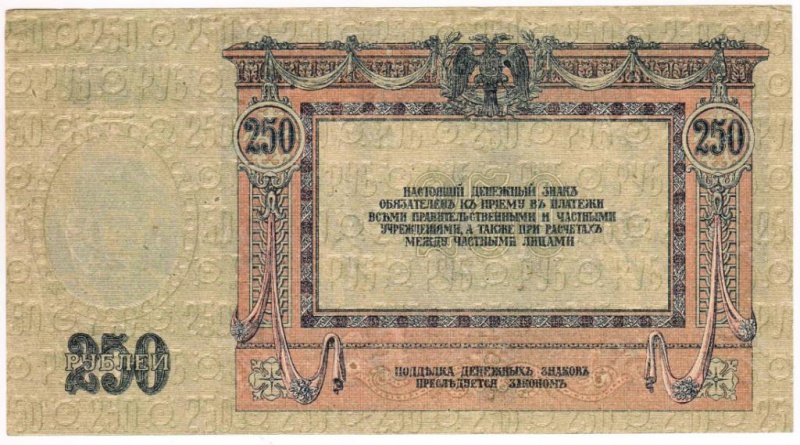 250
250
НАСТОЯЩІЙ ДЕНЕЖНЫЙ ЗНАКЪ
ОБЯЗАТЕЛЕНЪ КЪ ПРІЕМУ ВЪ ПЛАТЕЖИ
ВСѢМИ ПРАВИТЕЛЬСТВЕННЫМИ И ЧАСТНЫМИ
УЧРЕЖДЕНІЯМИ, А ТАКЖЕ ПРИ РАСЧЕТАХЪ
МЕЖДУ ЧАСТНЫМИ ЛИЦАМИ
250
РУБЛЕЙ
ПОДДѢЛКА ДЕНЕЖНЫХЪ ЗНАКОВЪ
ПРЕСЛѢДУЕТСЯ ЗАКОНОМЪ